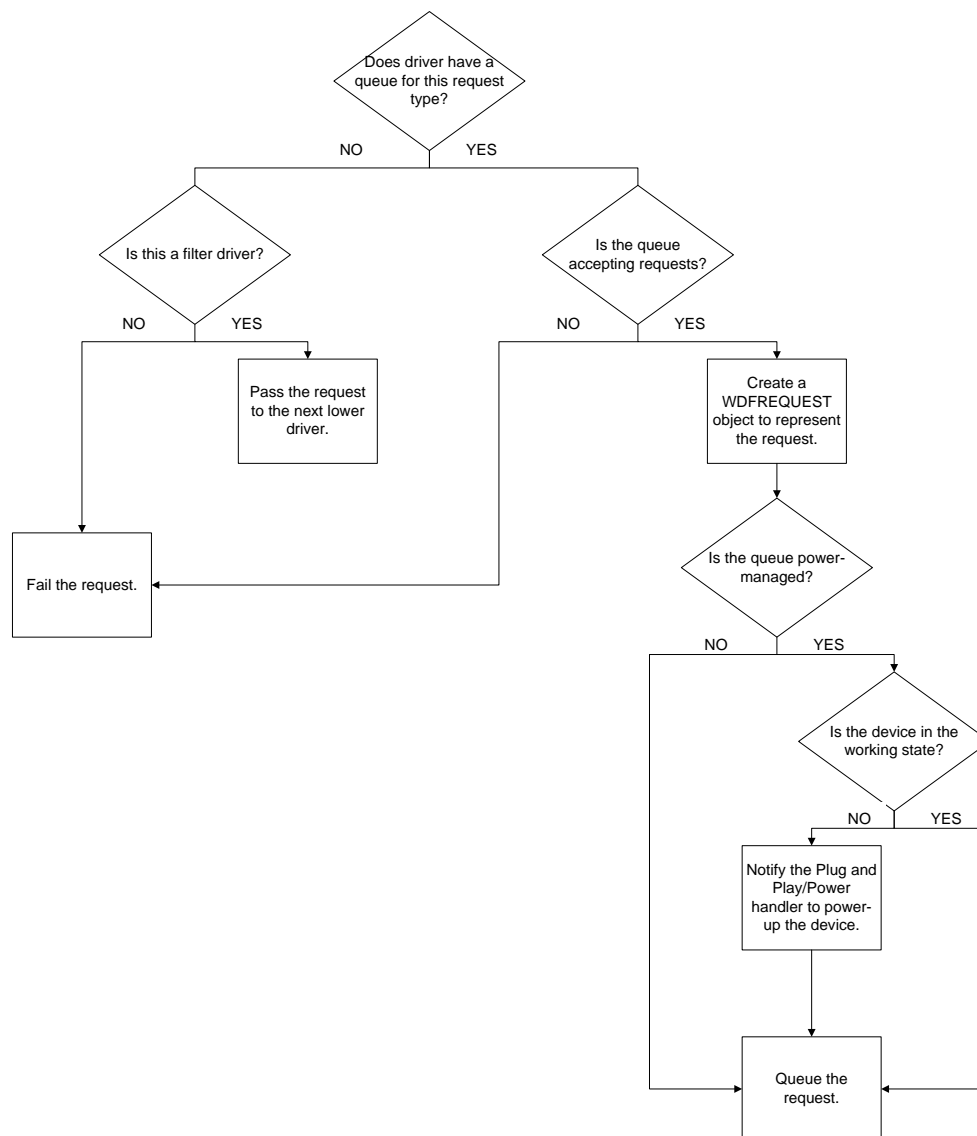 Does driver have a
queue for this request
type?
NO
YES
Is this a filter driver?
Is the queue
accepting requests?
NO
YES
NO
YES
Pass the request
to the next lower
driver.
Create a
WDFREQUEST
object to represent
the request.
Fail the request.
Is the queue power-
managed?
NO
YES
Is the device in the
working state?
NO
YES
Notify the Plug and
Play/Power
handler to power-
up the device.
Queue the
request.